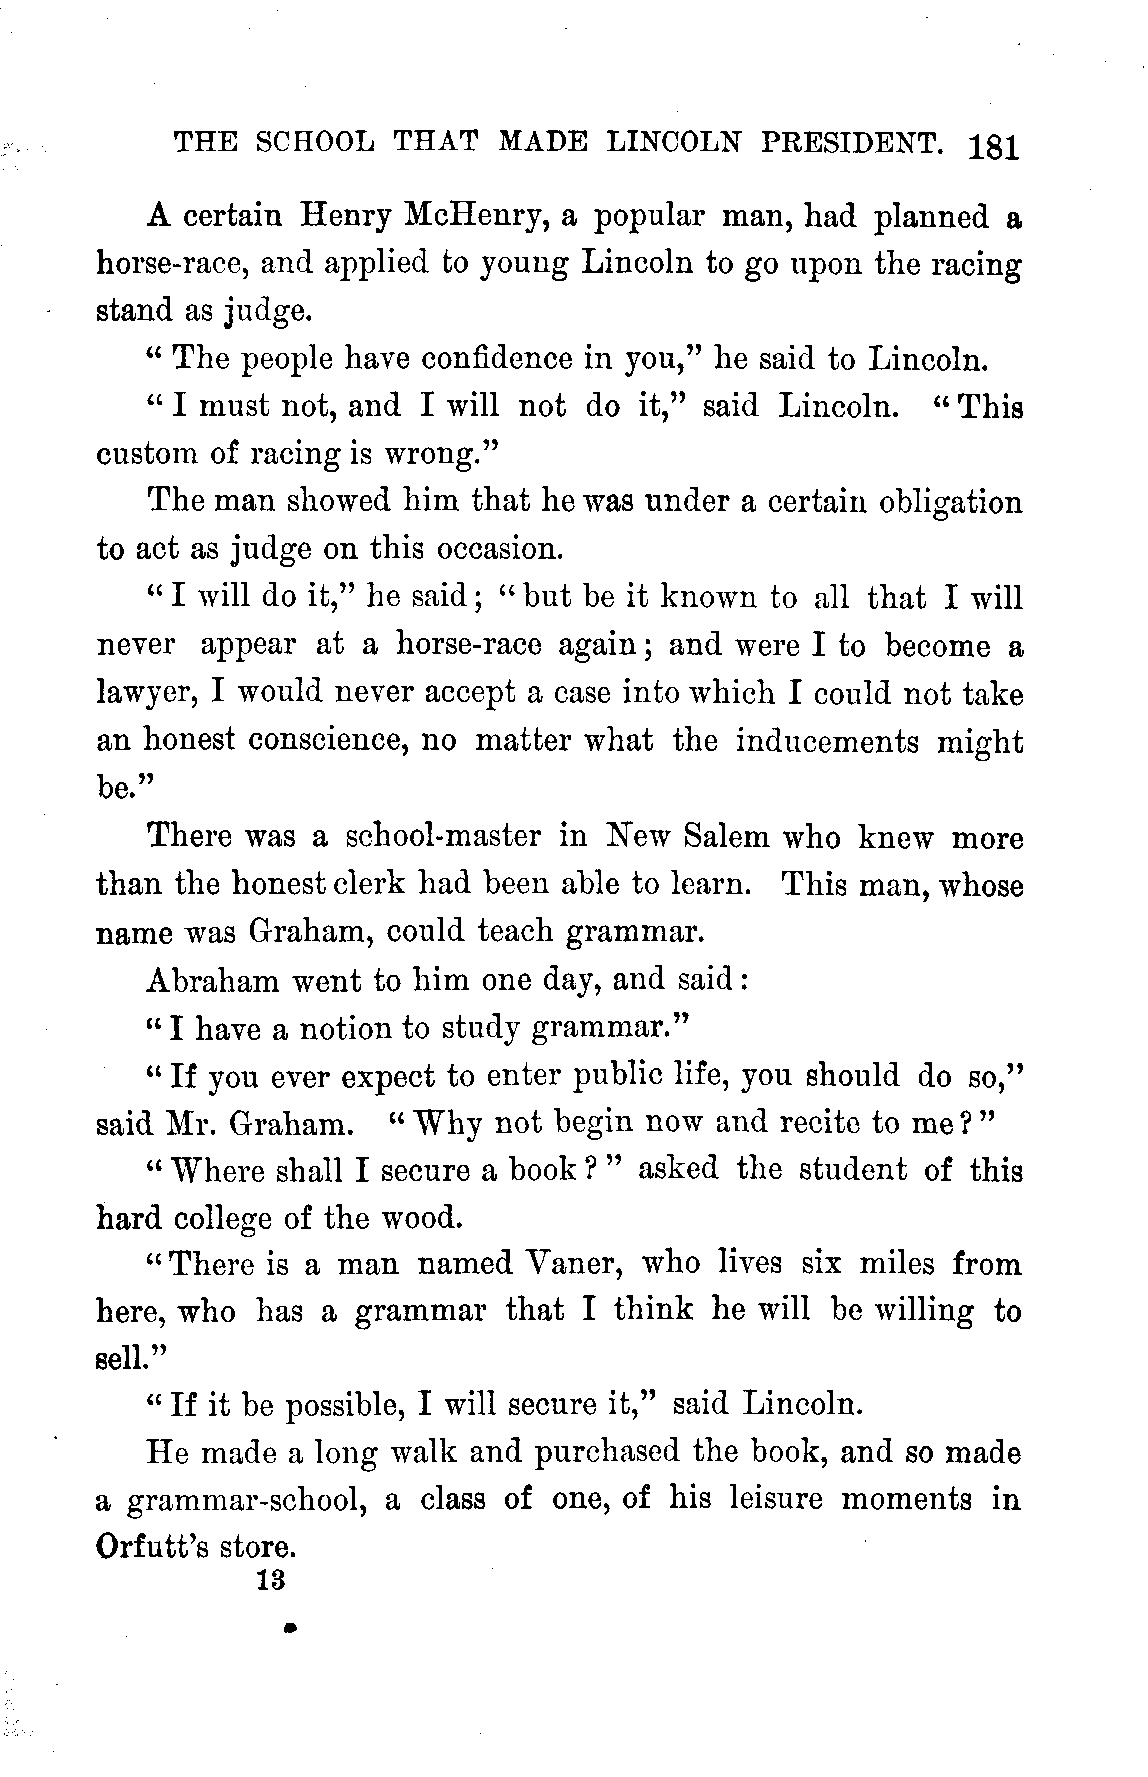 THE SCHOOL THAT MADE LINCOLN PRESIDENT. 181
A certain Henry McHenry, a popular man, had planned a
horse-race, and applied to young Lincoln to go upon the racing
stand as judge.
“ The people have confidence in you,” he said to Lincoln.
“ I must not, and I will not do it,” said Lincoln. “ This
custom of racing is wrong.”
The man showed him that he was under a certain obligation
to act as judge on this occasion.
“ I will do it,” he said ; “ but be it known to all that I will
never appear at a horse-race again ; and were I to become a
lawyer, I would never accept a case into which I could not take
an honest conscience, no matter what the inducements might
be.”
There was a school-master in New Salem who knew more
than the honest clerk had been able to learn. This man, whose
name was Graham, could teach grammar.
Abraham went to him one day, and said :
“ I have a notion to study grammar.”
“ If you ever expect to enter public life, you should do so,”
said Mr. Graham. “ Why not begin now and recite to me ? ”
“ Where shall I secure a book ? ” asked the student of this
hard college of the wood.
“ There is a man named Vaner, who lives six miles from
here, who has a grammar that I think he will be willing to
sell.”
“ If it be possible, I will secure it,” said Lincoln.
He made a long walk and purchased the book, and so made
a grammar-school, a class of one, of his leisure moments in
Orfutt’s store.
13